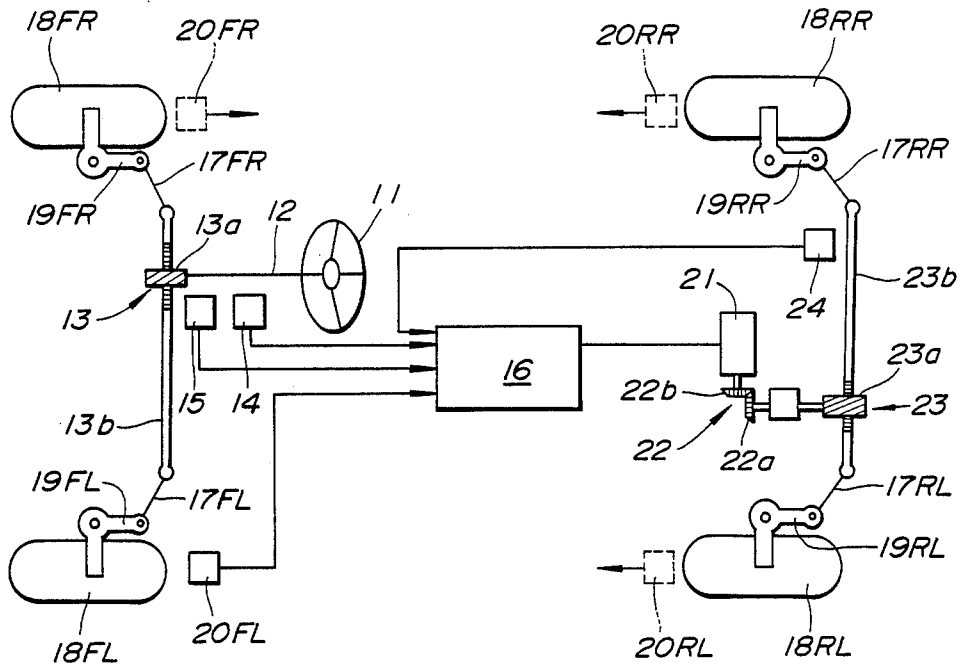 18FR
20FR
20RR
18RR
17FR
17RR
19FR
19RR
11
12
13a
13
21
24
23b
16
15
14
22b
23a
23
22
22a
13b
19FL
17FL
17RL
19RL
20FL
18FL
20RL
18RL